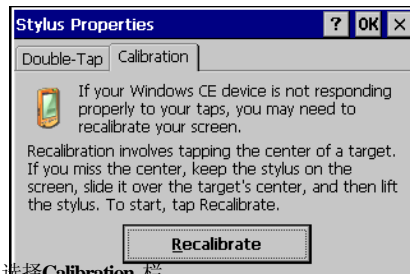 Stylus Properties ? OK ×
Double-Tap Calibration
If your Windows CE device is not responding
properly to your taps, you may need to
recalibrate your screen.
Recalibration involves tapping the center of a target.
If you miss the center, keep the stylus on the
screen, slide it over the target's center, and then lift
the stylus. To start, tap Recalibrate.
Recalibrate
选择Calibration 栏